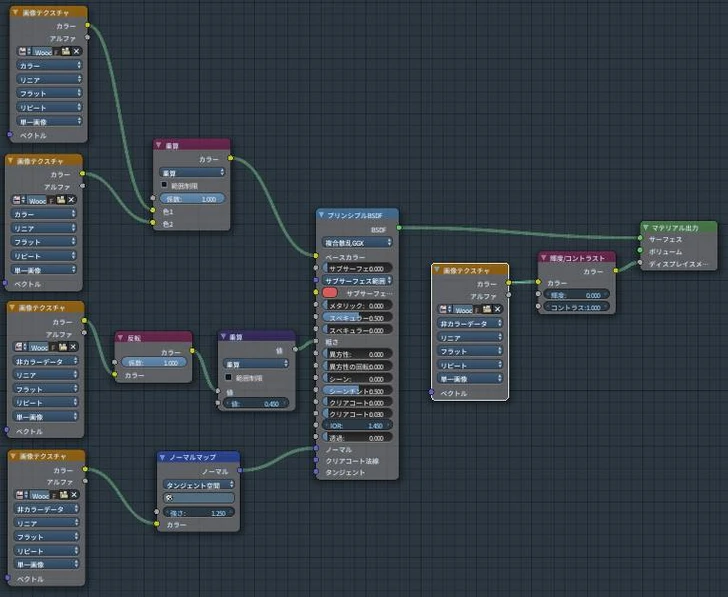 画像テクスチャ
カラー
アルファ
Wooc F
カラー
リニア
フラット
リピート
単一画像
ベクトル
画像テクスチャ
カラー
アルファ
Wooc F
カラー
リニア
フラット
リピート
単一画像
ベクトル
乗算
カラー
乗算
範囲制限
係数: 1.000
色1
色2
画像テクスチャ
カラー
アルファ
Wooc F
非カラーデータ
リニア
フラット
リピート
単一画像
ベクトル
反転
カラー
係数: 1.000
カラー
乗算
値
乗算
範囲制限
値
値: 0.450
画像テクスチャ
カラー
アルファ
Wooc F
非カラーデータ
リニア
フラット
リピート
単一画像
ベクトル
ノーマルマップ
ノーマル
タンジェント空間
強さ: 1.250
カラー
プリンシプルBSDF
BSDF
複合散乱GGX
ベースカラー
サブサーフェ0.000
サブサーフェス範囲
サブサーフェ…
メタリック: 0.000
スペキュラー0.500
スペキュラー0.000
粗さ
異方性: 0.000
異方性の回転0.000
シーン: 0.000
シーンチント0.500
クリアコート0.000
クリアコート0.030
IOR: 1.450
透過: 0.000
ノーマル
クリアコート法線
タンジェント
画像テクスチャ
カラー
アルファ
Wooc F
非カラーデータ
リニア
フラット
リピート
単一画像
ベクトル
輝度/コントラスト
カラー
カラー
輝度: 0.000
コントラス:1.000
マテリアル出力
サーフェス
ボリューム
ディスプレイスメ…